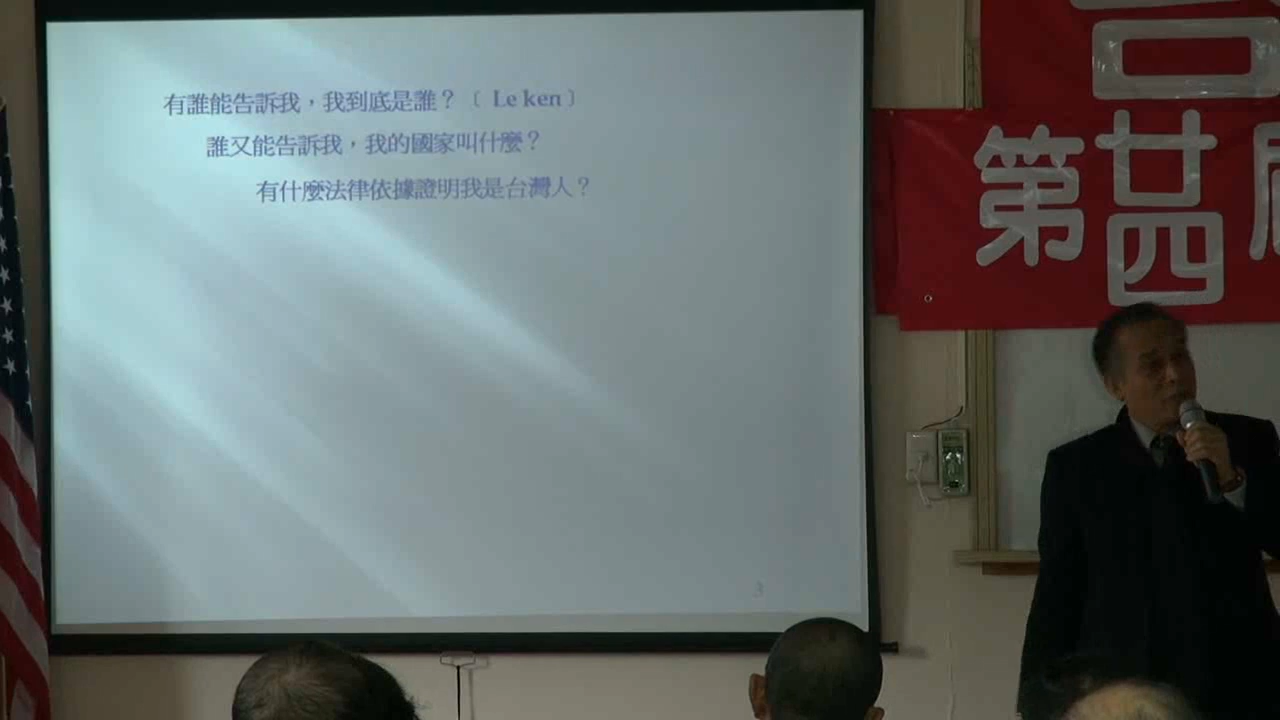 有誰能告訴我，我到底是誰？﹝ Le ken ﹞
誰又能告訴我，我的國家叫什麼？
有什麼法律依據證明我是台灣人？
3
第廿四